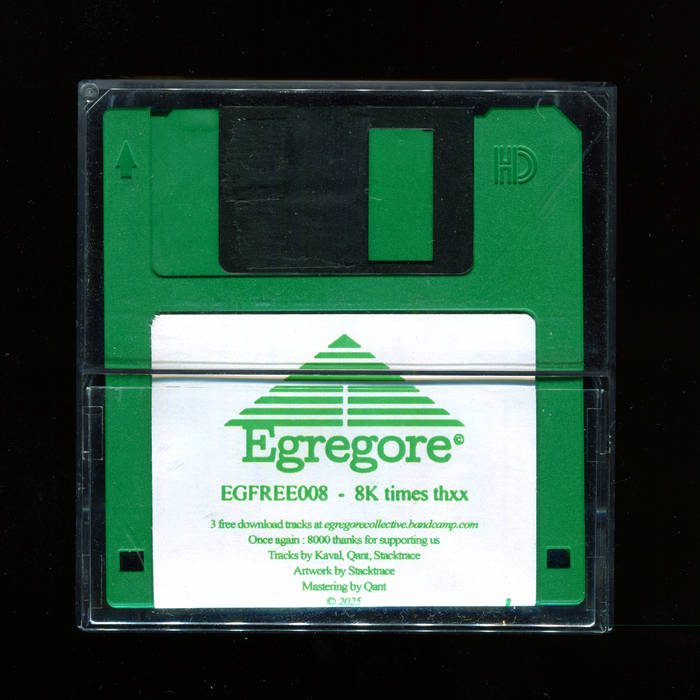 HD
Egregore©
EGFREE008 - 8K times thxx
3 free download tracks at egregorecollective.bandcamp.com
Once again : 8000 thanks for supporting us
Tracks by Kaval, Qant, Stacktrace
Artwork by Stacktrace
Mastering by Qant
© 2025